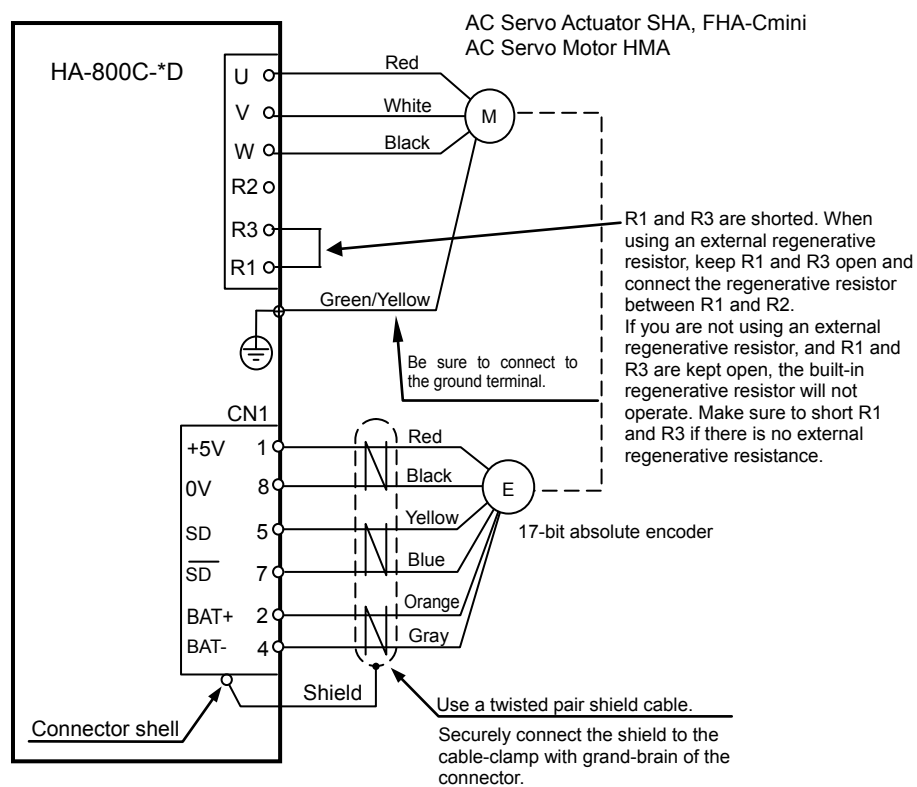 AC Servo Actuator SHA, FHA-Cmini
AC Servo Motor HMA
HA-800C-*D
U
V
W
R2
R3
R1
Red
White
Black
M
Green/Yellow
R1 and R3 are shorted. When
using an external regenerative
resistor, keep R1 and R3 open and
connect the regenerative resistor
between R1 and R2.
If you are not using an external
regenerative resistor, and R1 and
R3 are kept open, the built-in
regenerative resistor will not
operate. Make sure to short R1
and R3 if there is no external
regenerative resistance.
Be sure to connect to
the ground terminal.
CN1
+5V 1
0V 8
SD 5
S̅D̅ 7
BAT+ 2
BAT- 4
Red
Black
Yellow
Blue
Orange
Gray
E
17-bit absolute encoder
Shield
Connector shell
Use a twisted pair shield cable.
Securely connect the shield to the
cable-clamp with grand-brain of the
connector.